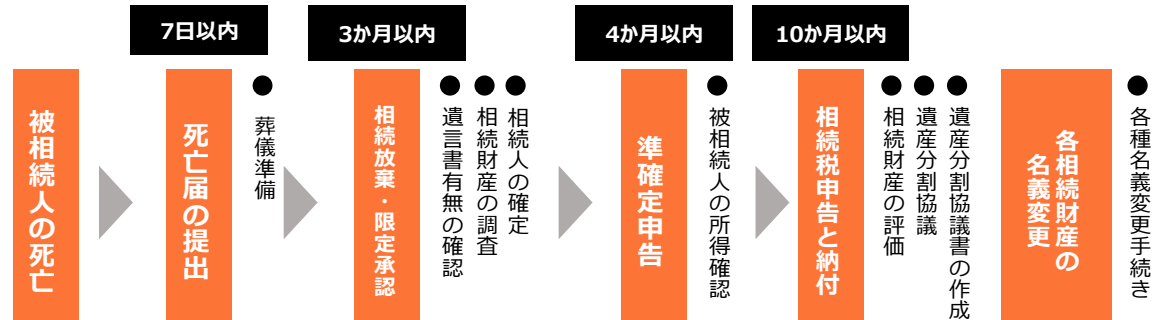 被相続人の死亡
7日以内
死亡届の提出
● 葬儀準備
3か月以内
相続放棄・限定承認
● 遺言書有無の確認
● 相続財産の調査
● 相続人の確定
4か月以内
準確定申告
● 被相続人の所得確認
10か月以内
相続税申告と納付
● 相続財産の評価
● 遺産分割協議
● 遺産分割協議書の作成
各相続財産の
名義変更
● 各種名義変更手続き